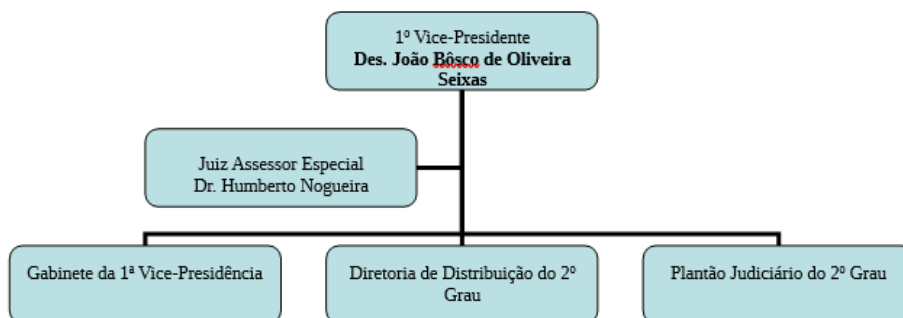 1º Vice-Presidente
Des. João Bôsco de Oliveira
Seixas
Juiz Assessor Especial
Dr. Humberto Nogueira
Gabinete da 1ª Vice-Presidência
Diretoria de Distribuição do 2º
Grau
Plantão Judiciário do 2º Grau